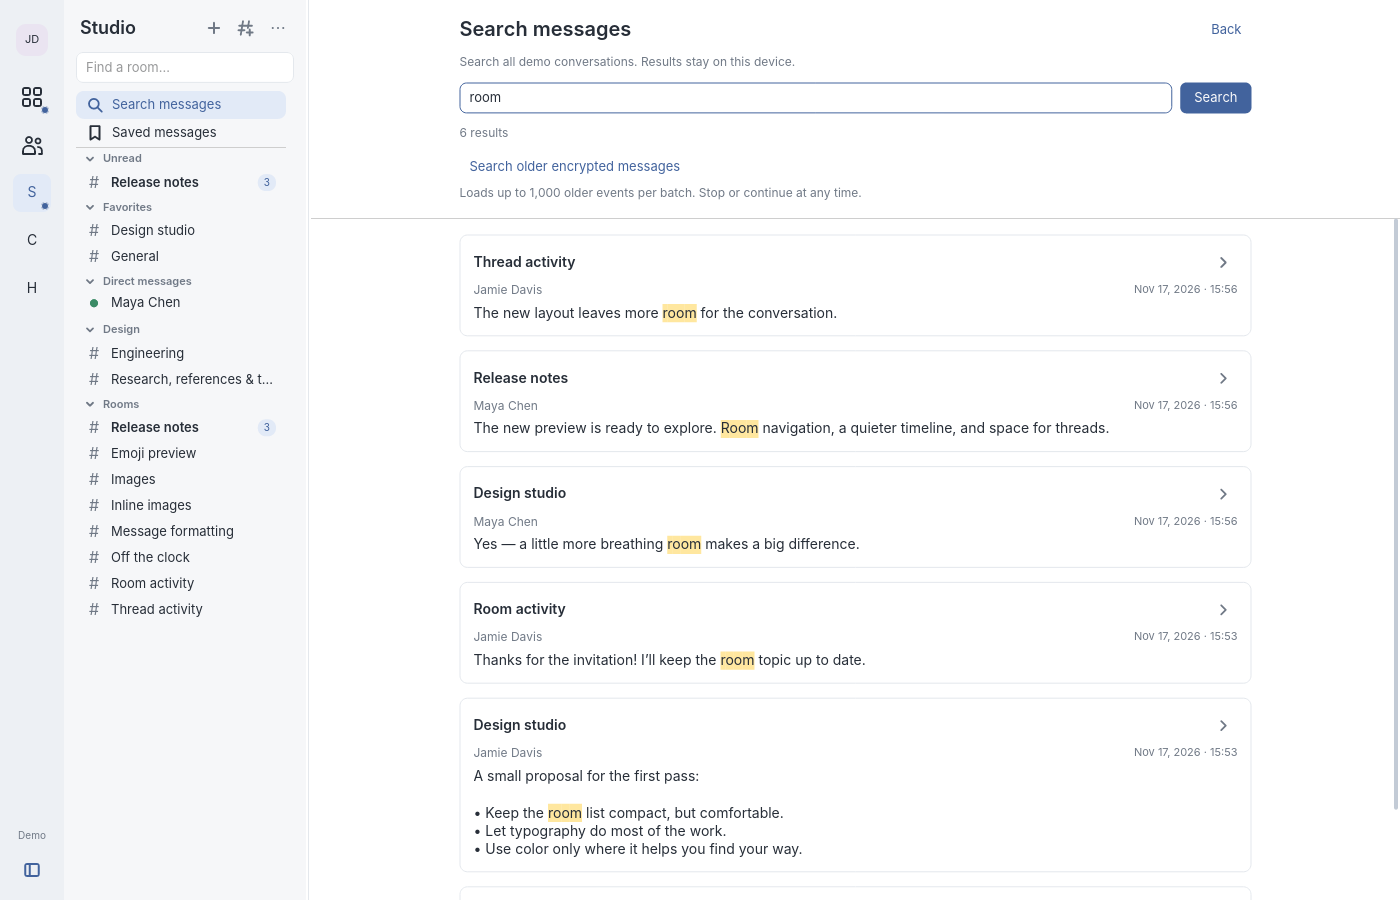 JD
S
C
H
Demo
Studio
Find a room...
Search messages
Saved messages
Unread
# Release notes 3
Favorites
# Design studio
# General
Direct messages
Maya Chen
Design
# Engineering
# Research, references & t...
Rooms
# Release notes 3
# Emoji preview
# Images
# Inline images
# Message formatting
# Off the clock
# Room activity
# Thread activity
Search messages
Back
Search all demo conversations. Results stay on this device.
room
Search
6 results
Search older encrypted messages
Loads up to 1,000 older events per batch. Stop or continue at any time.
Thread activity
Jamie Davis Nov 17, 2026 · 15:56
The new layout leaves more room for the conversation.
Release notes
Maya Chen Nov 17, 2026 · 15:56
The new preview is ready to explore. Room navigation, a quieter timeline, and space for threads.
Design studio
Maya Chen Nov 17, 2026 · 15:56
Yes — a little more breathing room makes a big difference.
Room activity
Jamie Davis Nov 17, 2026 · 15:53
Thanks for the invitation! I’ll keep the room topic up to date.
Design studio
Jamie Davis Nov 17, 2026 · 15:53
A small proposal for the first pass:
• Keep the room list compact, but comfortable.
• Let typography do most of the work.
• Use color only where it helps you find your way.